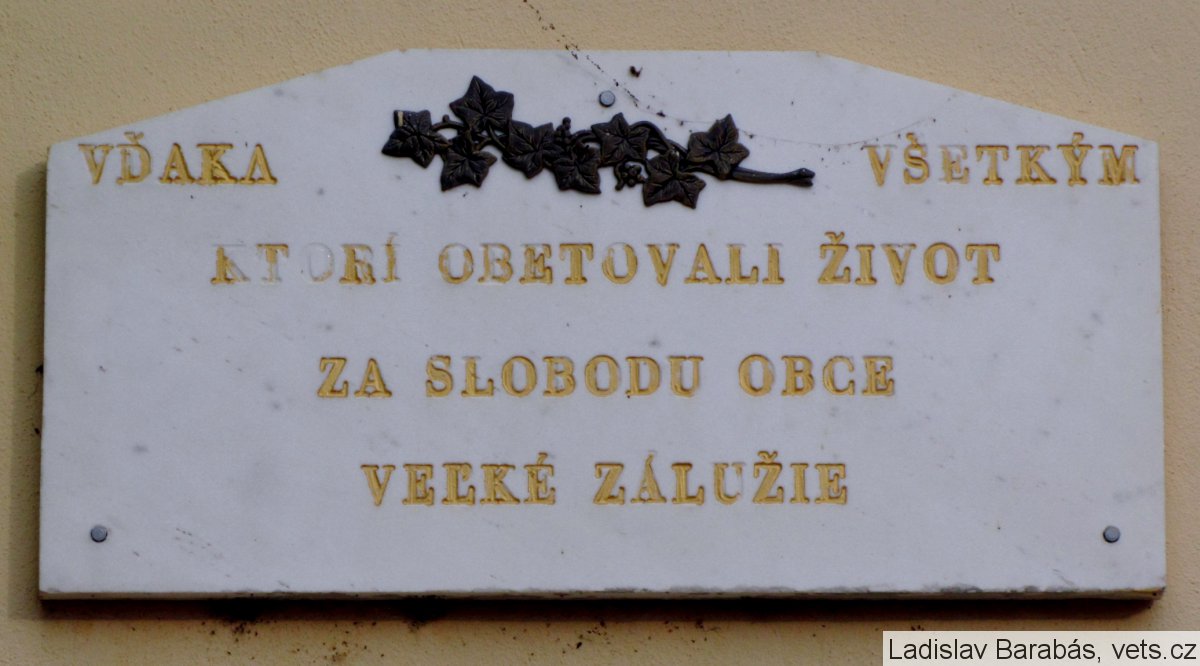 VĎAKA VŠETKÝM
KTORÍ OBETOVALI ŽIVOT
ZA SLOBODU OBCE
VEĽKÉ ZÁLUŽIE
Ladislav Barabás, vets.cz